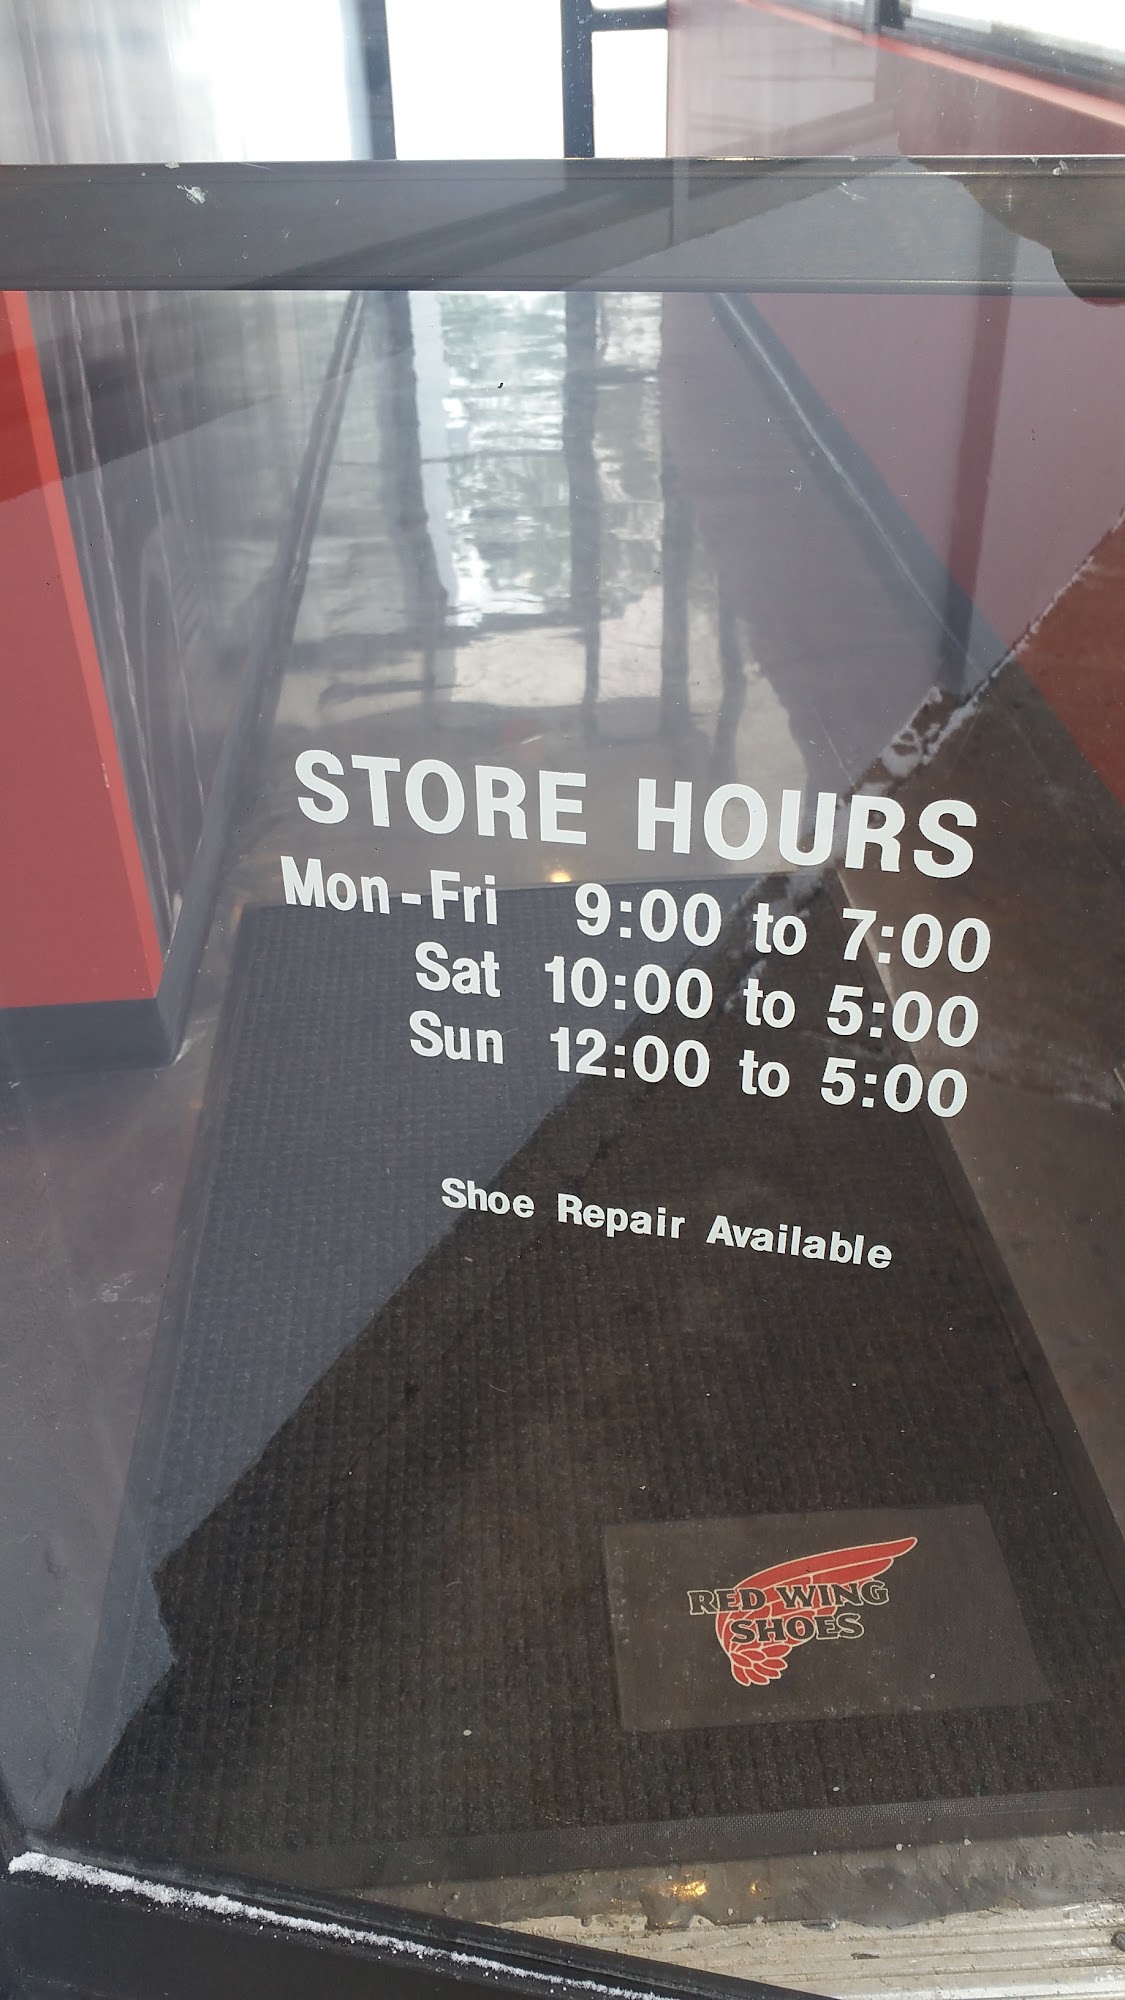 STORE HOURS
Mon-Fri 9:00 to 7:00
Sat 10:00 to 5:00
Sun 12:00 to 5:00
Shoe Repair Available
RED WING
SHOES